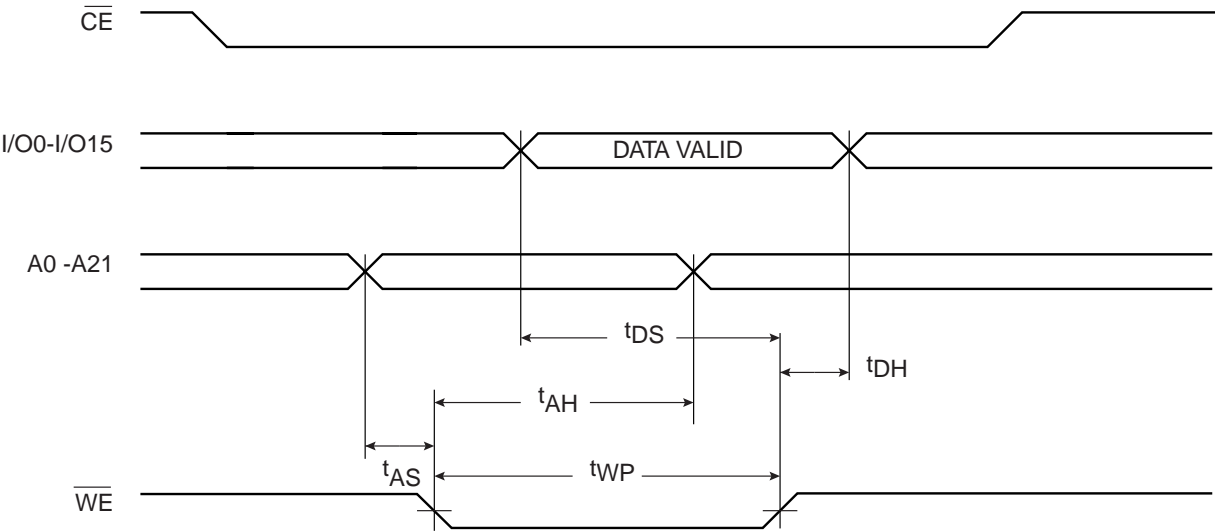 CE
I/O0-I/O15
DATA VALID
A0 -A21
tDS
tDH
tAH
tAS
tWP
WE